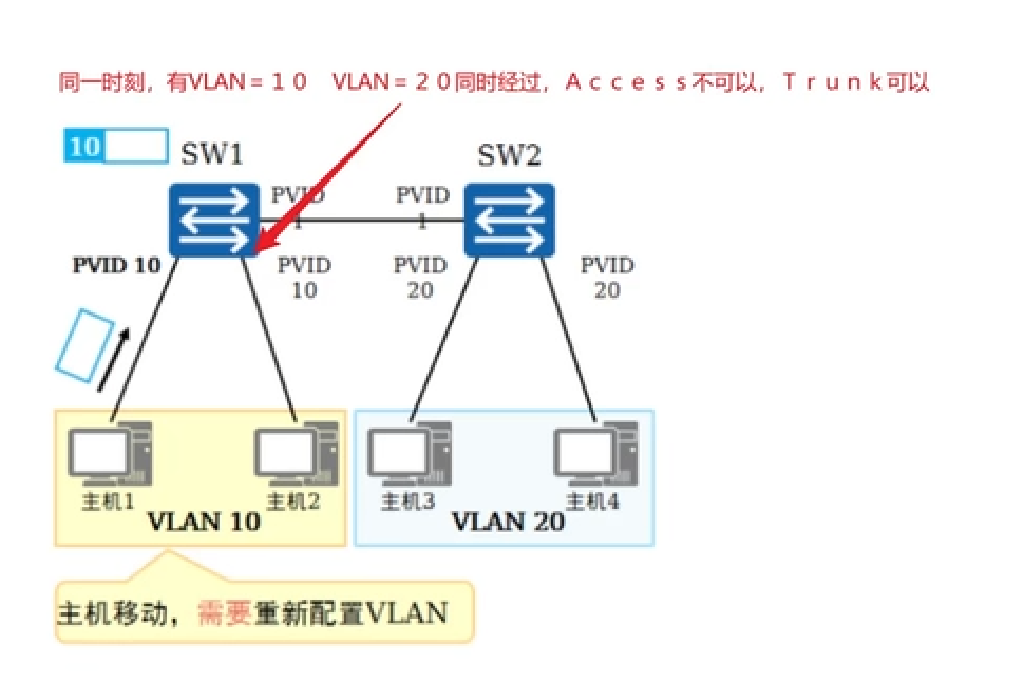 同一时刻，有VLAN＝１０　VLAN＝２０同时经过，Ａｃｃｅｓｓ不可以，Ｔｒｕｎｋ可以
10
SW1
SW2
PVID
1
PVID
1
PVID 10
PVID
10
PVID
20
PVID
20
主机1
主机2
VLAN 10
主机3
主机4
VLAN 20
主机移动，需要重新配置VLAN